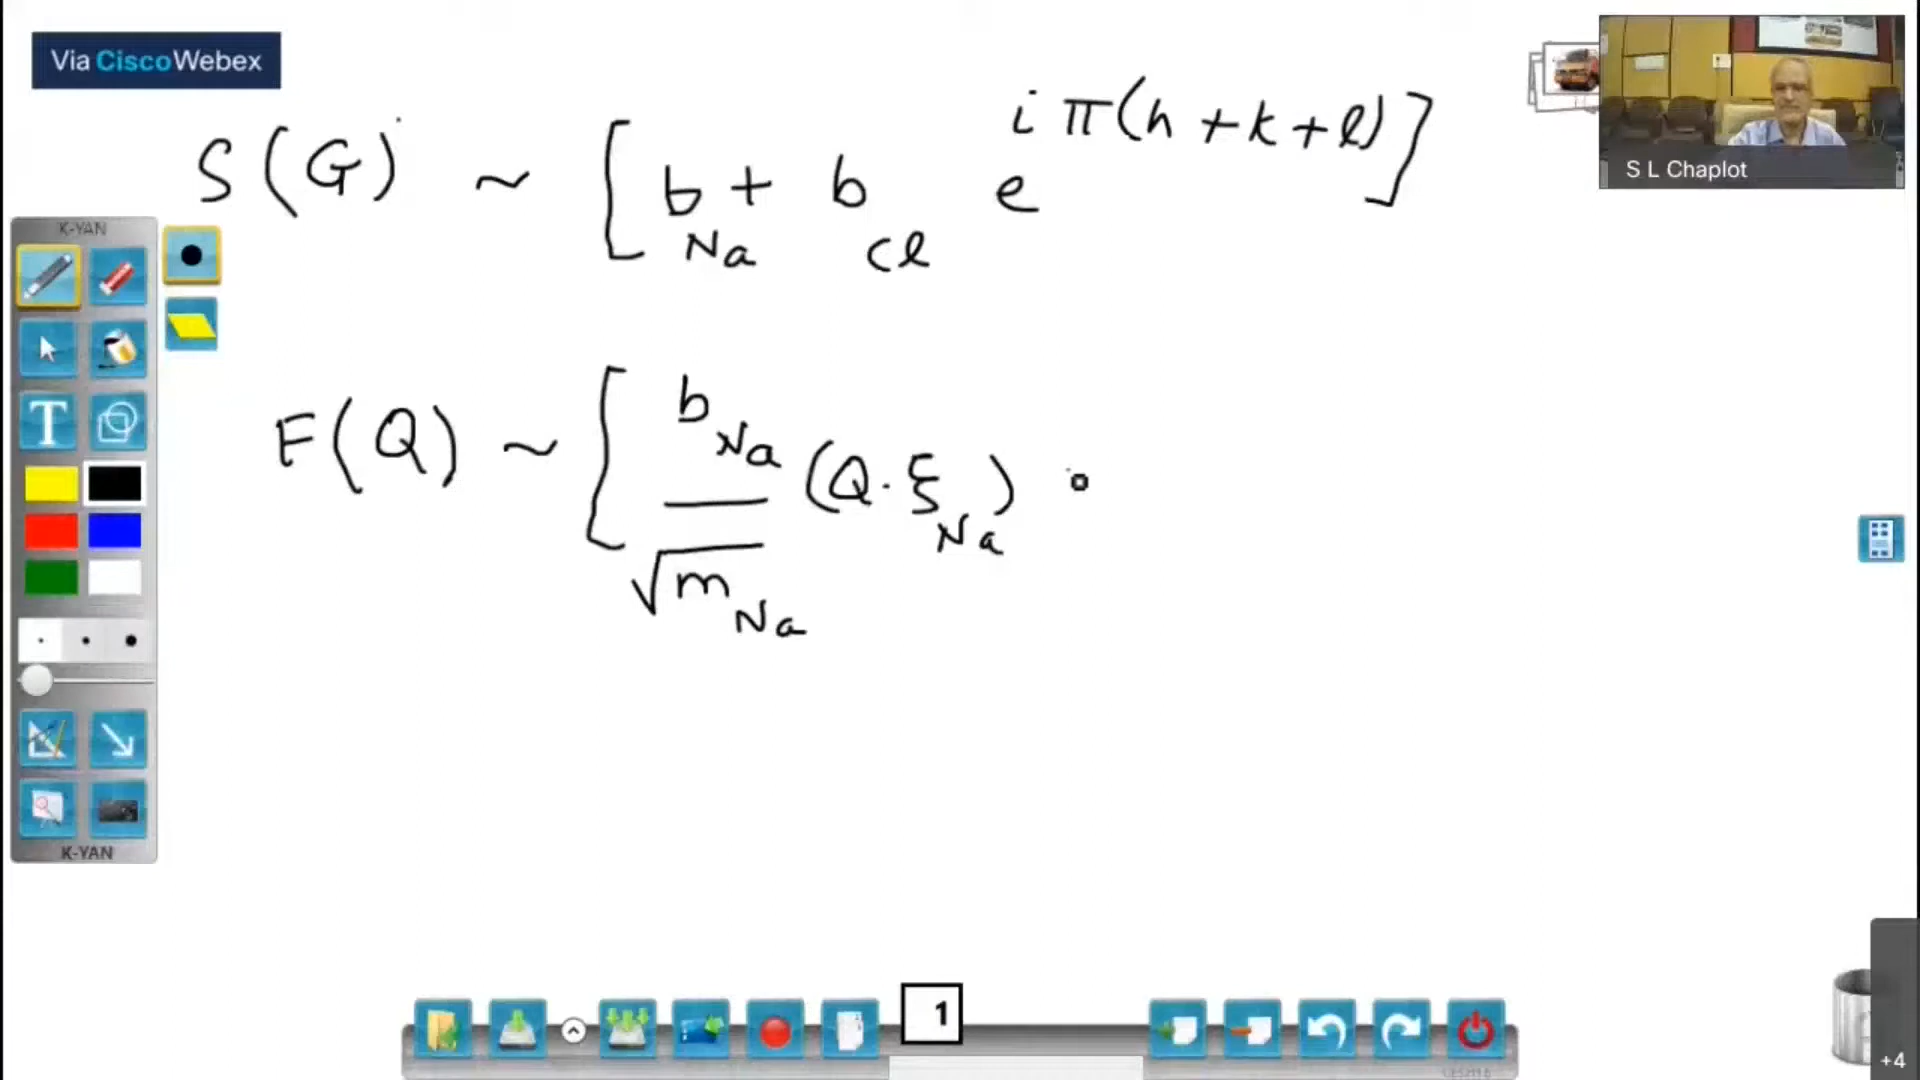 Via CiscoWebex
S L Chaplot
S(G) ~ [ b_Na + b_Cl e^{iπ(h+k+l)} ]
K-YAN
F(Q) ~ [ b_Na / √m_Na (Q·ξ_Na)
T
K-YAN
1
+4